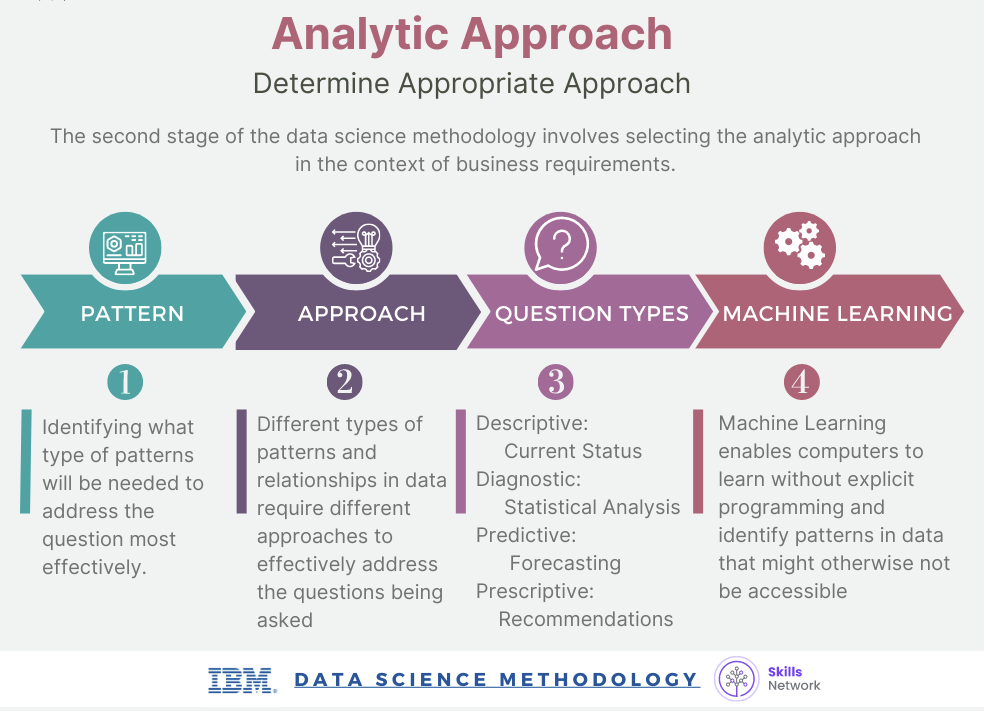 Analytic Approach
Determine Appropriate Approach
The second stage of the data science methodology involves selecting the analytic approach
in the context of business requirements.
PATTERN
APPROACH
QUESTION TYPES
MACHINE LEARNING
1
Identifying what
type of patterns
will be needed to
address the
question most
effectively.
2
Different types of
patterns and
relationships in data
require different
approaches to
effectively address
the questions being
asked
3
Descriptive:
Current Status
Diagnostic:
Statistical Analysis
Predictive:
Forecasting
Prescriptive:
Recommendations
4
Machine Learning
enables computers to
learn without explicit
programming and
identify patterns in data
that might otherwise not
be accessible
IBM®
DATA SCIENCE METHODOLOGY
Skills
Network